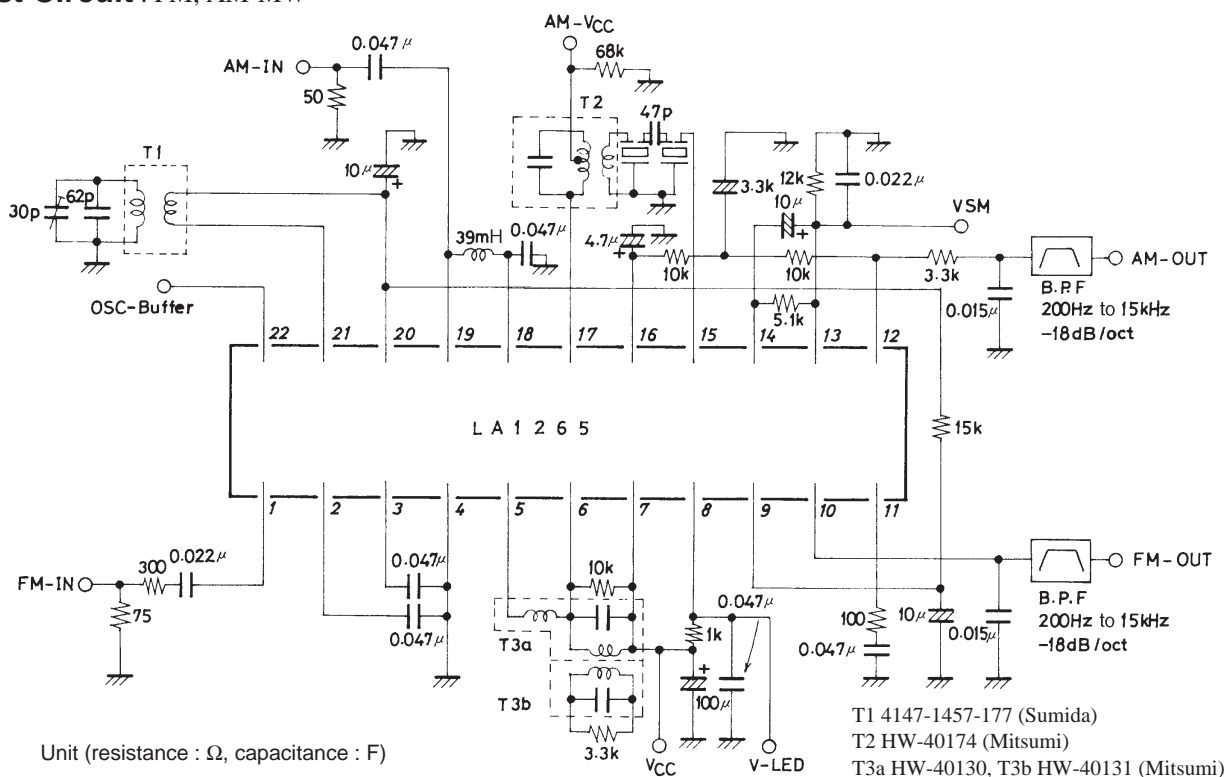 st Circuit : FM, AM-MW
AM-VCC
0.047μ
68k
AM-IN
50
T2
47p
T1
10μ
+
3.3k
12k
0.022μ
10μ
+
VSM
62p
30p
39mH
0.047μ
4.7μ
+
10k
10k
3.3k
AM-OUT
B.P.F
200Hz to 15kHz
-18dB/oct
0.015μ
5.1k
OSC-Buffer
22 21 20 19 18 17 16 15 14 13 12
LA1265
15k
1 2 3 4 5 6 7 8 9 10 11
FM-IN
300
0.022μ
75
0.047μ
0.047μ
10k
0.047μ
1k
T3a
T3b
3.3k
+
100μ
VCC
V-LED
100
0.047μ
10μ
0.015μ
FM-OUT
B.P.F
200Hz to 15kHz
-18dB/oct
Unit (resistance : Ω, capacitance : F)
T1 4147-1457-177 (Sumida)
T2 HW-40174 (Mitsumi)
T3a HW-40130, T3b HW-40131 (Mitsumi)